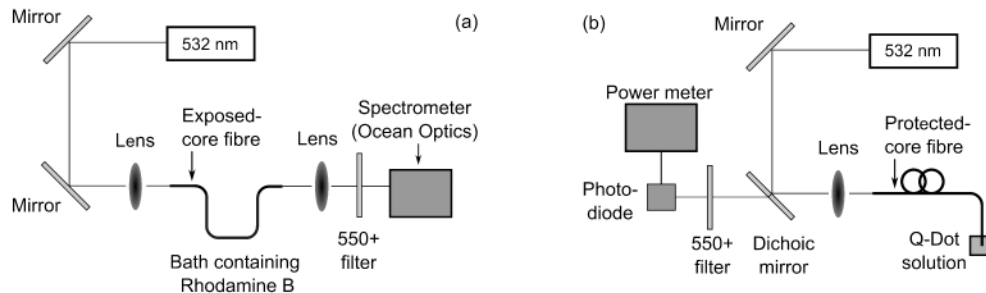 Mirror
532 nm
(a)
Lens
Exposed-
core fibre
Lens
Spectrometer
(Ocean Optics)
Mirror
550+
filter
Bath containing
Rhodamine B
(b)
Mirror
532 nm
Power meter
Lens
Protected-
core fibre
Photo-
diode
550+
filter
Dichoic
mirror
Q-Dot
solution